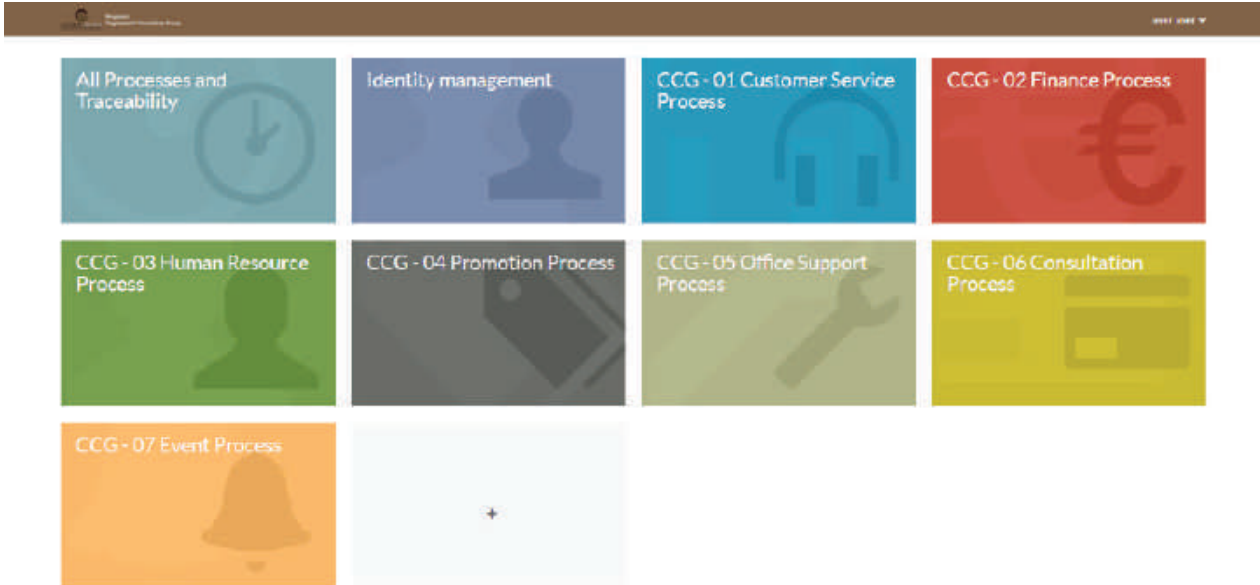 All Processes and
Traceability
Identity management
CCG - 01 Customer Service
Process
CCG - 02 Finance Process
CCG - 03 Human Resource
Process
CCG - 04 Promotion Process
CCG - 05 Office Support
Process
CCG - 06 Consultation
Process
CCG - 07 Event Process
+